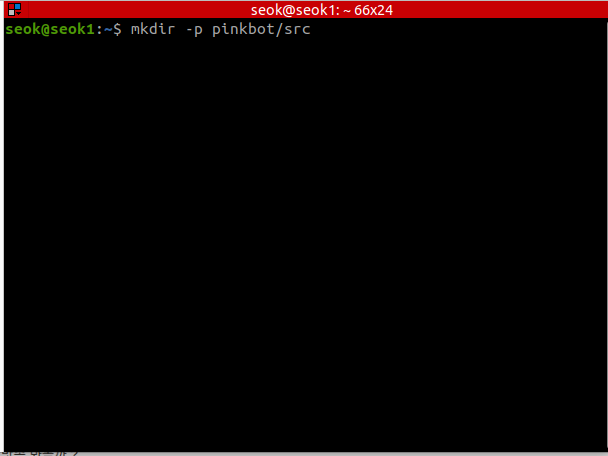 seok@seok1: ~ 66x24
seok@seok1:~$ mkdir -p pinkbot/src